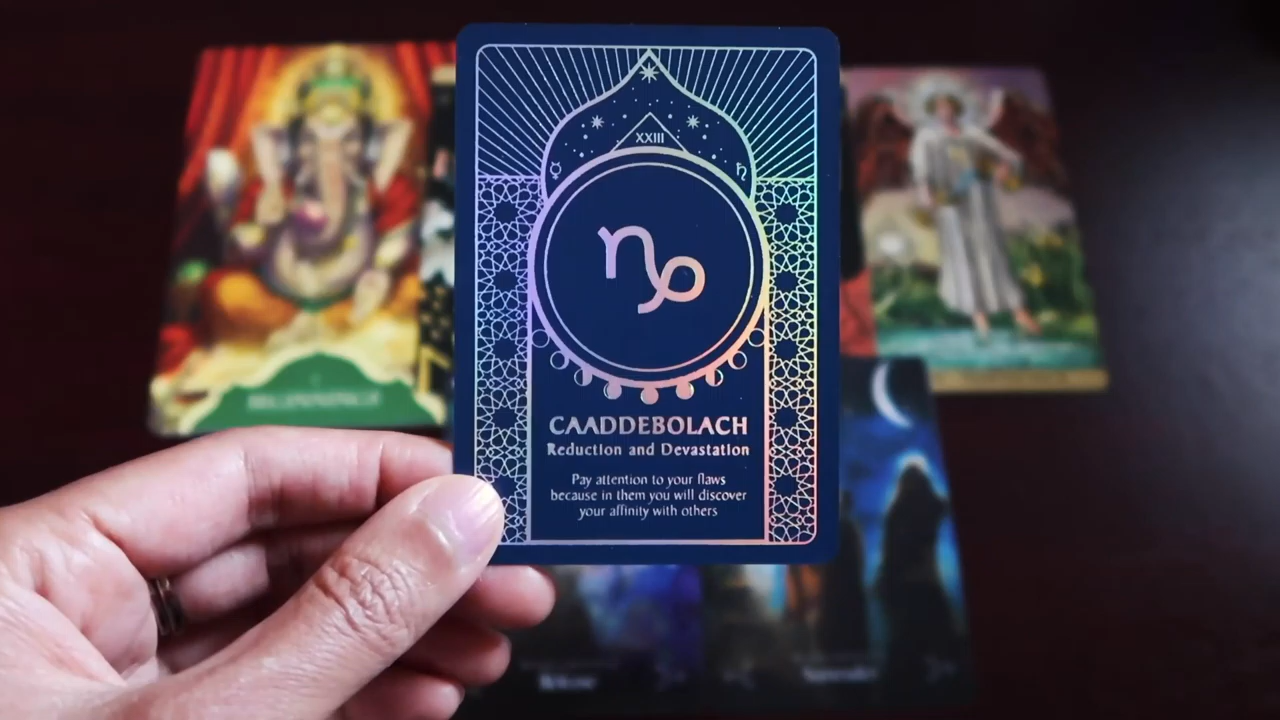 XXIII
CAADDEBOLACH
Reduction and Devastation
Pay attention to your flaws
because in them you will discover
your affinity with others